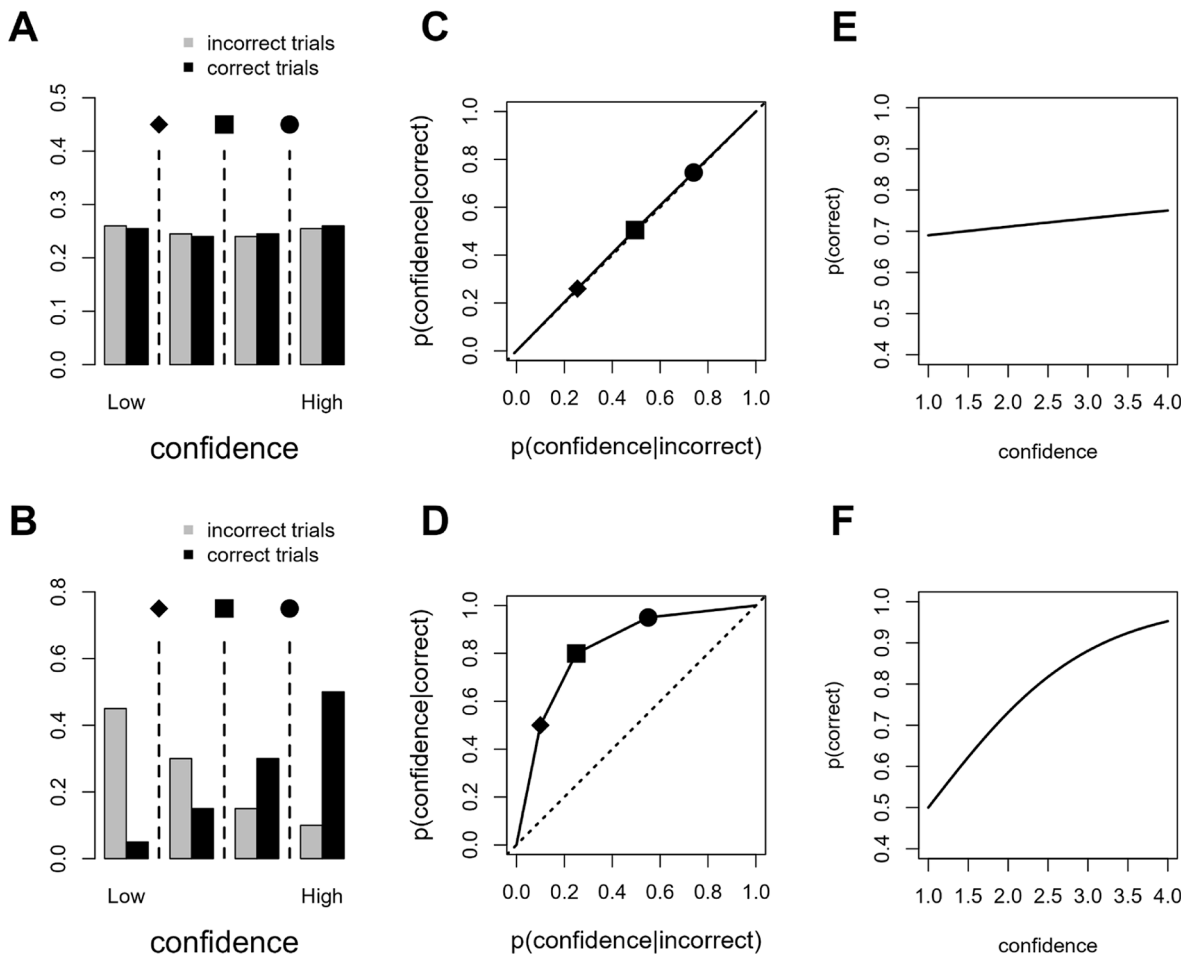 A
incorrect trials
correct trials
0.0 0.1 0.2 0.3 0.4 0.5
Low High
confidence
C
p(confidence|correct)
0.0 0.2 0.4 0.6 0.8 1.0
0.0 0.2 0.4 0.6 0.8 1.0
p(confidence|incorrect)
E
p(correct)
0.4 0.5 0.6 0.7 0.8 0.9 1.0
1.0 1.5 2.0 2.5 3.0 3.5 4.0
confidence
B
incorrect trials
correct trials
0.0 0.2 0.4 0.6 0.8
Low High
confidence
D
p(confidence|correct)
0.0 0.2 0.4 0.6 0.8 1.0
0.0 0.2 0.4 0.6 0.8 1.0
p(confidence|incorrect)
F
p(correct)
0.4 0.5 0.6 0.7 0.8 0.9 1.0
1.0 1.5 2.0 2.5 3.0 3.5 4.0
confidence